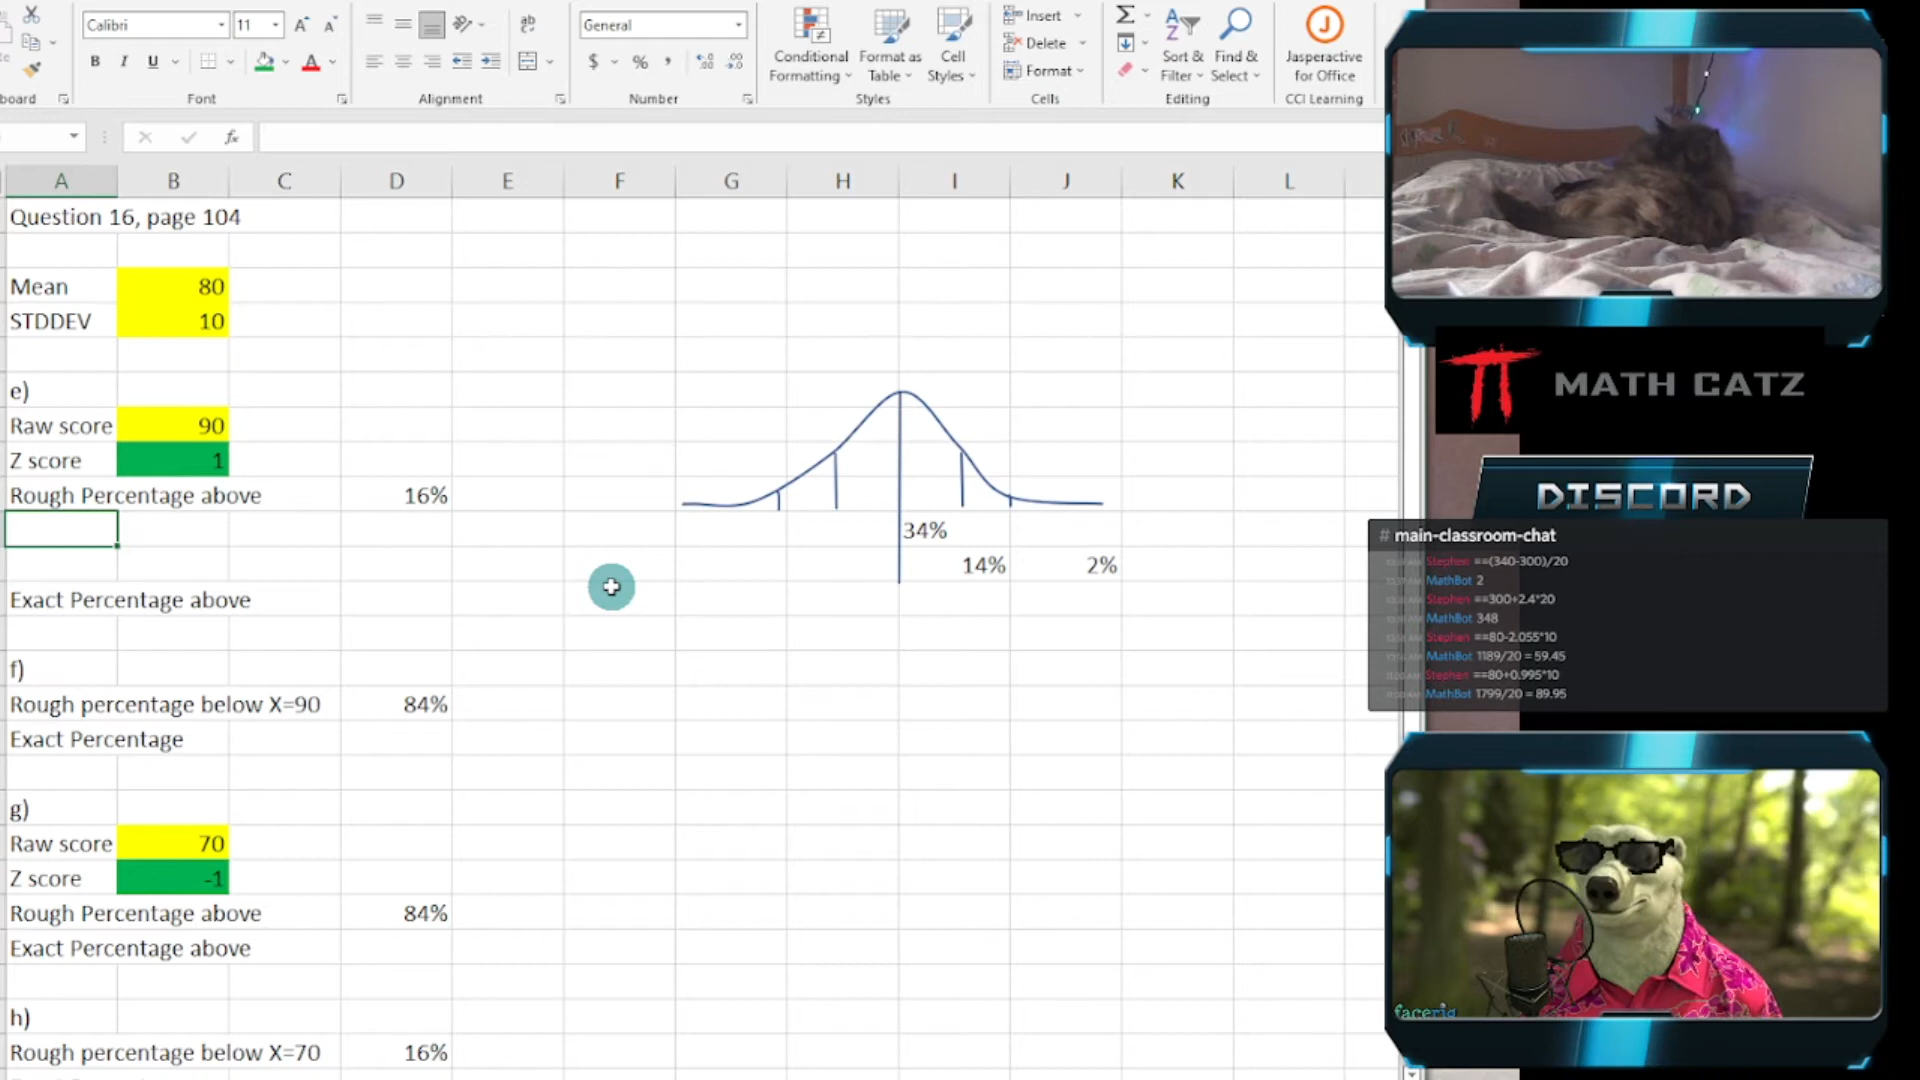 Calibri 11 General
Insert
Delete
Format
Conditional Formatting
Format as Table
Cell Styles
Sort & Filter
Find & Select
Jasperactive for Office
board Font Alignment Number Styles Cells Editing CCI Learning
fx
A B C D E F G H I J K L
Question 16, page 104
Mean 80
STDDEV 10
e)
Raw score 90
Z score 1
Rough Percentage above 16%
34%
14% 2%
Exact Percentage above
f)
Rough percentage below X=90 84%
Exact Percentage
g)
Raw score 70
Z score -1
Rough Percentage above 84%
Exact Percentage above
h)
Rough percentage below X=70 16%
MATH CATZ
DISCORD
# main-classroom-chat
Stephen ==(340-300)/20
MathBot 2
Stephen ==300+2.4*20
MathBot 348
Stephen ==80-2.055*10
MathBot 1189/20 = 59.45
Stephen ==80+0.995*10
MathBot 1799/20 = 89.95
facerig